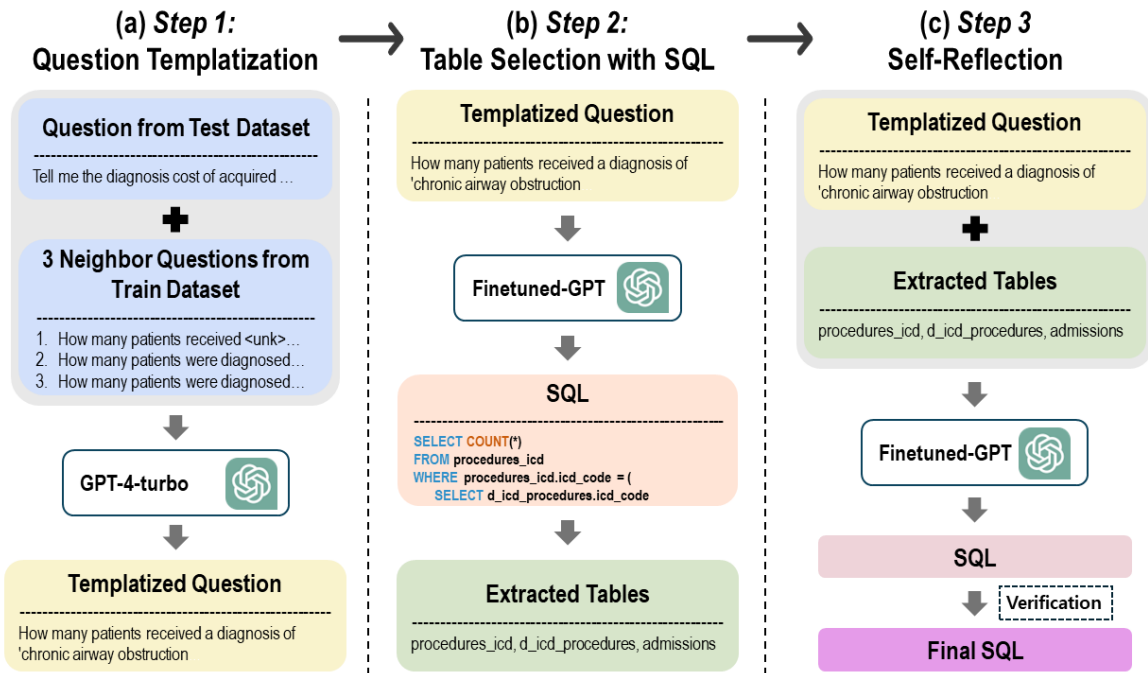 (a) Step 1:
Question Templatization
Question from Test Dataset
Tell me the diagnosis cost of acquired …
3 Neighbor Questions from
Train Dataset
1. How many patients received <unk>…
2. How many patients were diagnosed…
3. How many patients were diagnosed…
GPT-4-turbo
Templatized Question
How many patients received a diagnosis of
'chronic airway obstruction
(b) Step 2:
Table Selection with SQL
Templatized Question
How many patients received a diagnosis of
'chronic airway obstruction
Finetuned-GPT
SQL
SELECT COUNT(*)
FROM procedures_icd
WHERE procedures_icd.icd_code = (
SELECT d_icd_procedures.icd_code
Extracted Tables
procedures_icd, d_icd_procedures, admissions
(c) Step 3
Self-Reflection
Templatized Question
How many patients received a diagnosis of
'chronic airway obstruction
Extracted Tables
procedures_icd, d_icd_procedures, admissions
Finetuned-GPT
SQL
Verification
Final SQL